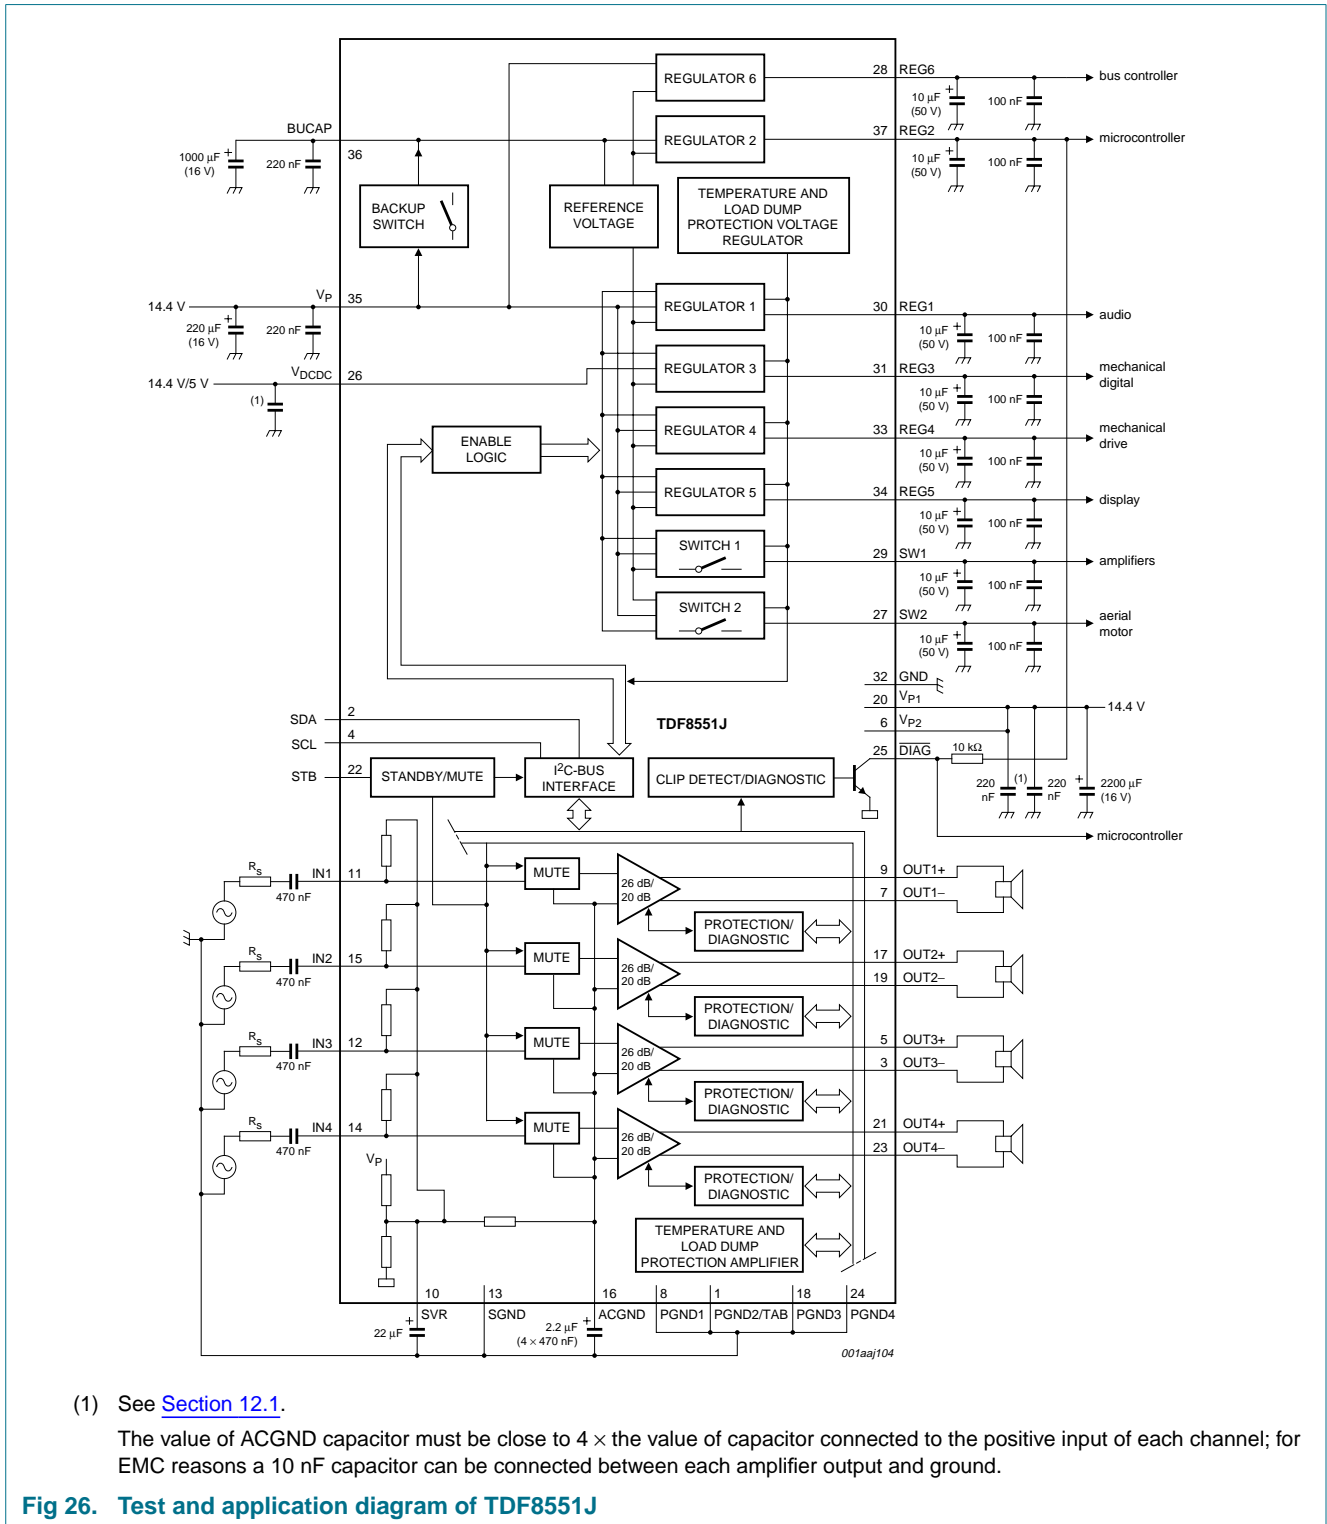 REGULATOR 6
28 REG6
bus controller
10 μF
(50 V)
100 nF
BUCAP
36
1000 μF
(16 V)
220 nF
REGULATOR 2
37 REG2
microcontroller
10 μF
(50 V)
100 nF
BACKUP
SWITCH
REFERENCE
VOLTAGE
TEMPERATURE AND
LOAD DUMP
PROTECTION VOLTAGE
REGULATOR
14.4 V
VP
35
220 μF
(16 V)
220 nF
REGULATOR 1
30 REG1
audio
10 μF
(50 V)
100 nF
14.4 V/5 V
VDCDC
26
(1)
REGULATOR 3
31 REG3
mechanical
digital
10 μF
(50 V)
100 nF
ENABLE
LOGIC
REGULATOR 4
33 REG4
mechanical
drive
10 μF
(50 V)
100 nF
REGULATOR 5
34 REG5
display
10 μF
(50 V)
100 nF
SWITCH 1
29 SW1
amplifiers
10 μF
(50 V)
100 nF
SWITCH 2
27 SW2
aerial
motor
10 μF
(50 V)
100 nF
32 GND
20 VP1
14.4 V
6 VP2
TDF8551J
25 DIAG
10 kΩ
220
nF
(1)
220
nF
2200 μF
(16 V)
microcontroller
SDA
2
SCL
4
STB
22
STANDBY/MUTE
I2C-BUS
INTERFACE
CLIP DETECT/DIAGNOSTIC
Rs
470 nF
IN1
11
MUTE
26 dB/
20 dB
9 OUT1+
7 OUT1−
PROTECTION/
DIAGNOSTIC
Rs
470 nF
IN2
15
MUTE
26 dB/
20 dB
17 OUT2+
19 OUT2−
PROTECTION/
DIAGNOSTIC
Rs
470 nF
IN3
12
MUTE
26 dB/
20 dB
5 OUT3+
3 OUT3−
PROTECTION/
DIAGNOSTIC
Rs
470 nF
IN4
14
MUTE
26 dB/
20 dB
21 OUT4+
23 OUT4−
PROTECTION/
DIAGNOSTIC
VP
TEMPERATURE AND
LOAD DUMP
PROTECTION AMPLIFIER
10
SVR
13
SGND
16
ACGND
8
PGND1
1
PGND2/TAB
18
PGND3
24
PGND4
22 μF
2.2 μF
(4 × 470 nF)
001aaj104
(1) See Section 12.1.
The value of ACGND capacitor must be close to 4 × the value of capacitor connected to the positive input of each channel; for
EMC reasons a 10 nF capacitor can be connected between each amplifier output and ground.
Fig 26. Test and application diagram of TDF8551J